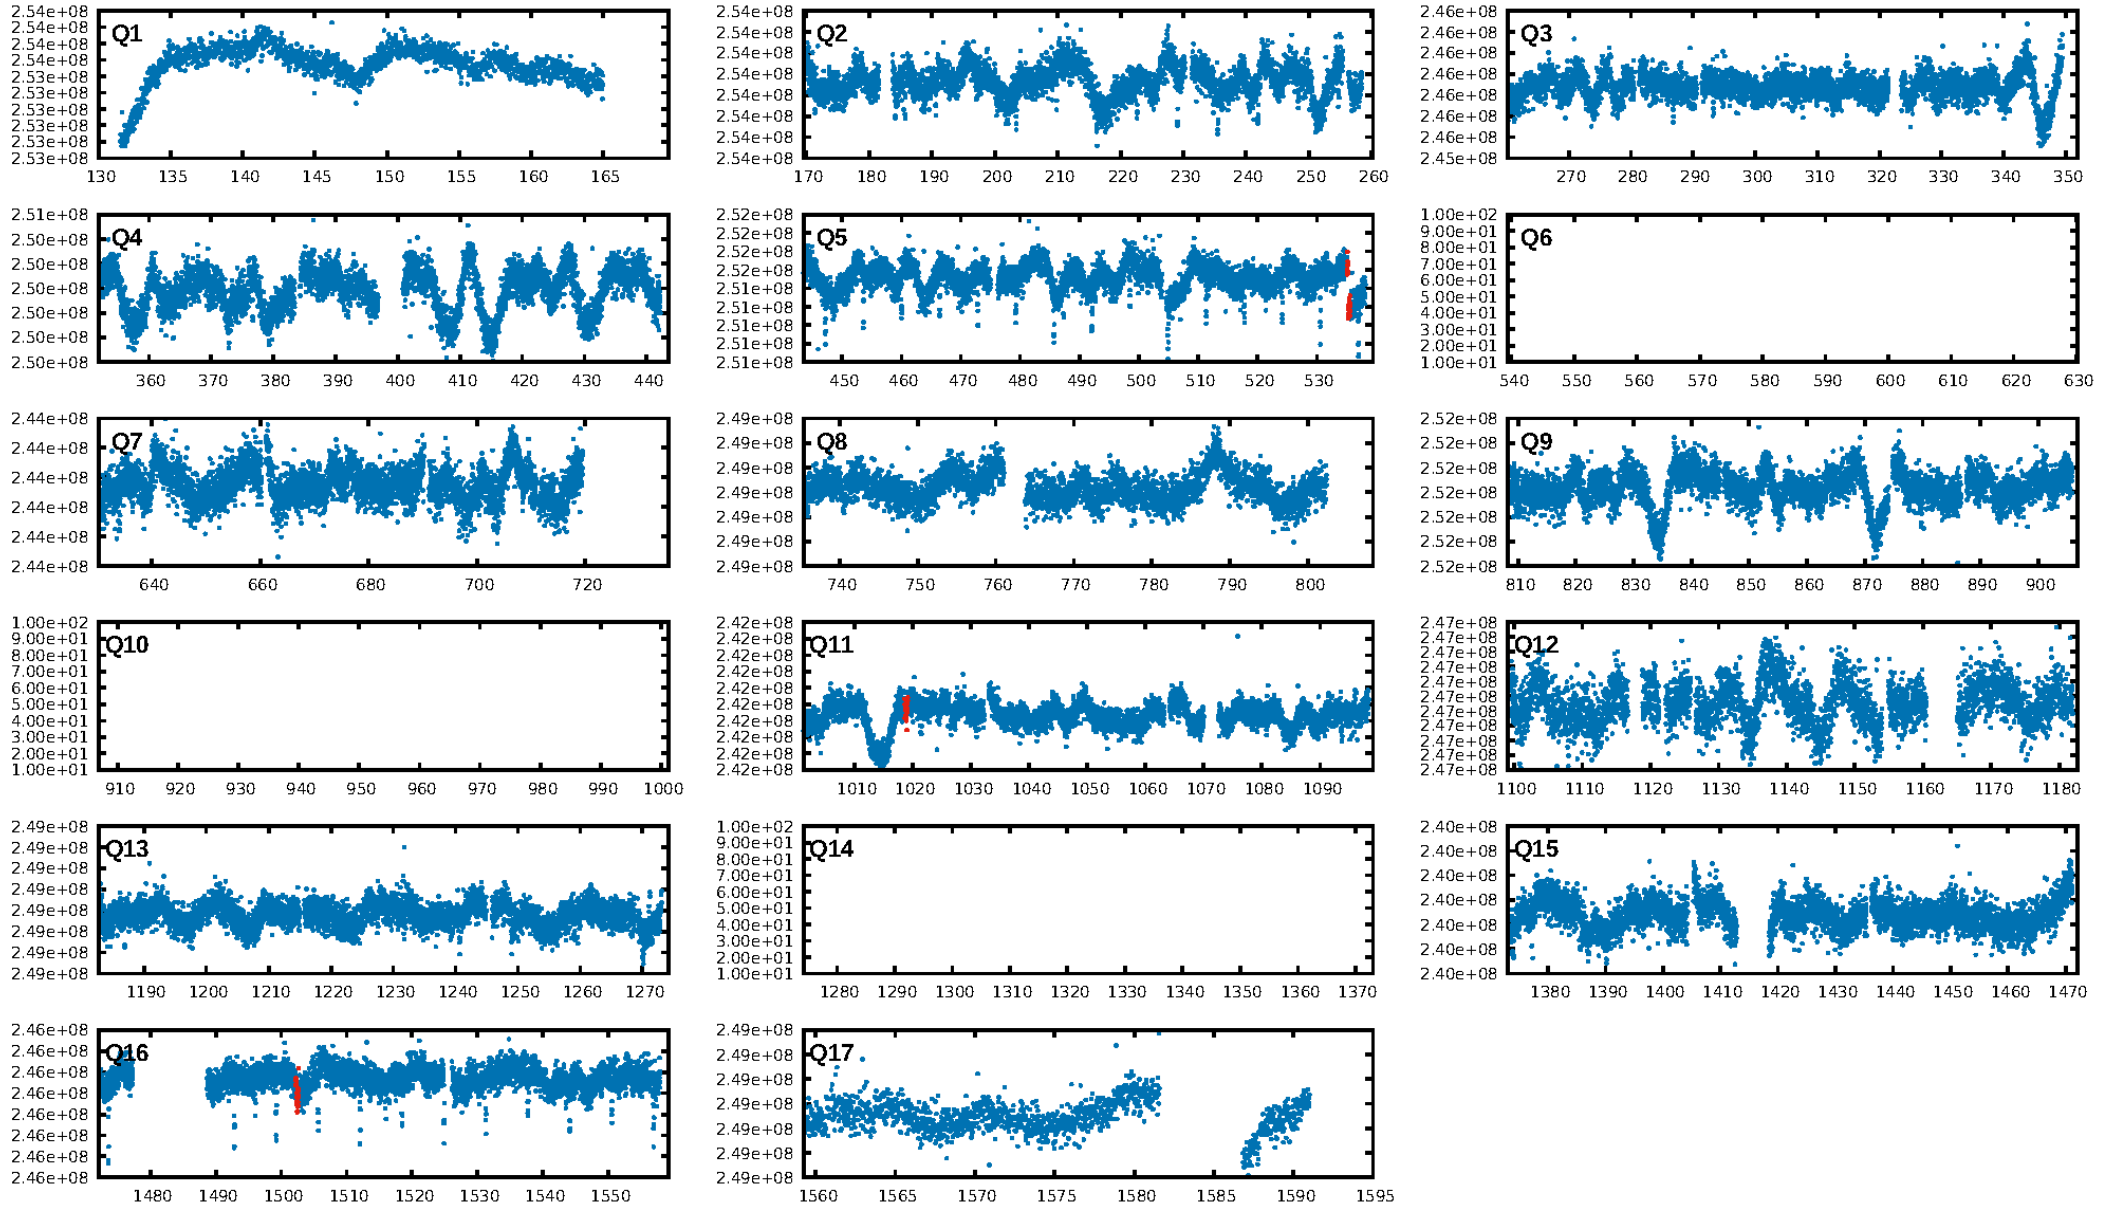 Q1
2.54e+08
2.54e+08
2.54e+08
2.53e+08
2.53e+08
2.53e+08
2.53e+08
2.53e+08
2.53e+08
2.53e+08
130 135 140 145 150 155 160 165
Q2
2.54e+08
2.54e+08
2.54e+08
2.54e+08
2.54e+08
2.54e+08
2.54e+08
2.54e+08
170 180 190 200 210 220 230 240 250 260
Q3
2.46e+08
2.46e+08
2.46e+08
2.46e+08
2.46e+08
2.46e+08
2.46e+08
2.45e+08
270 280 290 300 310 320 330 340 350
Q4
2.51e+08
2.50e+08
2.50e+08
2.50e+08
2.50e+08
2.50e+08
2.50e+08
360 370 380 390 400 410 420 430 440
Q5
2.52e+08
2.52e+08
2.52e+08
2.52e+08
2.51e+08
2.51e+08
2.51e+08
2.51e+08
2.51e+08
450 460 470 480 490 500 510 520 530
Q6
1.00e+02
9.00e+01
8.00e+01
7.00e+01
6.00e+01
5.00e+01
4.00e+01
3.00e+01
2.00e+01
1.00e+01
540 550 560 570 580 590 600 610 620 630
Q7
2.44e+08
2.44e+08
2.44e+08
2.44e+08
2.44e+08
2.44e+08
640 660 680 700 720
Q8
2.49e+08
2.49e+08
2.49e+08
2.49e+08
2.49e+08
2.49e+08
2.49e+08
740 750 760 770 780 790 800
Q9
2.52e+08
2.52e+08
2.52e+08
2.52e+08
2.52e+08
2.52e+08
2.52e+08
810 820 830 840 850 860 870 880 890 900
Q10
1.00e+02
9.00e+01
8.00e+01
7.00e+01
6.00e+01
5.00e+01
4.00e+01
3.00e+01
2.00e+01
1.00e+01
910 920 930 940 950 960 970 980 990 1000
Q11
2.42e+08
2.42e+08
2.42e+08
2.42e+08
2.42e+08
2.42e+08
2.42e+08
2.42e+08
2.42e+08
2.42e+08
1010 1020 1030 1040 1050 1060 1070 1080 1090
Q12
2.47e+08
2.47e+08
2.47e+08
2.47e+08
2.47e+08
2.47e+08
2.47e+08
2.47e+08
2.47e+08
2.47e+08
2.47e+08
1100 1110 1120 1130 1140 1150 1160 1170 1180
Q13
2.49e+08
2.49e+08
2.49e+08
2.49e+08
2.49e+08
2.49e+08
2.49e+08
2.49e+08
1190 1200 1210 1220 1230 1240 1250 1260 1270
Q14
1.00e+02
9.00e+01
8.00e+01
7.00e+01
6.00e+01
5.00e+01
4.00e+01
3.00e+01
2.00e+01
1.00e+01
1280 1290 1300 1310 1320 1330 1340 1350 1360 1370
Q15
2.40e+08
2.40e+08
2.40e+08
2.40e+08
2.40e+08
2.40e+08
2.40e+08
1380 1390 1400 1410 1420 1430 1440 1450 1460 1470
Q16
2.46e+08
2.46e+08
2.46e+08
2.46e+08
2.46e+08
2.46e+08
2.46e+08
2.46e+08
1480 1490 1500 1510 1520 1530 1540 1550
Q17
2.49e+08
2.49e+08
2.49e+08
2.49e+08
2.49e+08
2.49e+08
2.49e+08
1560 1565 1570 1575 1580 1585 1590 1595